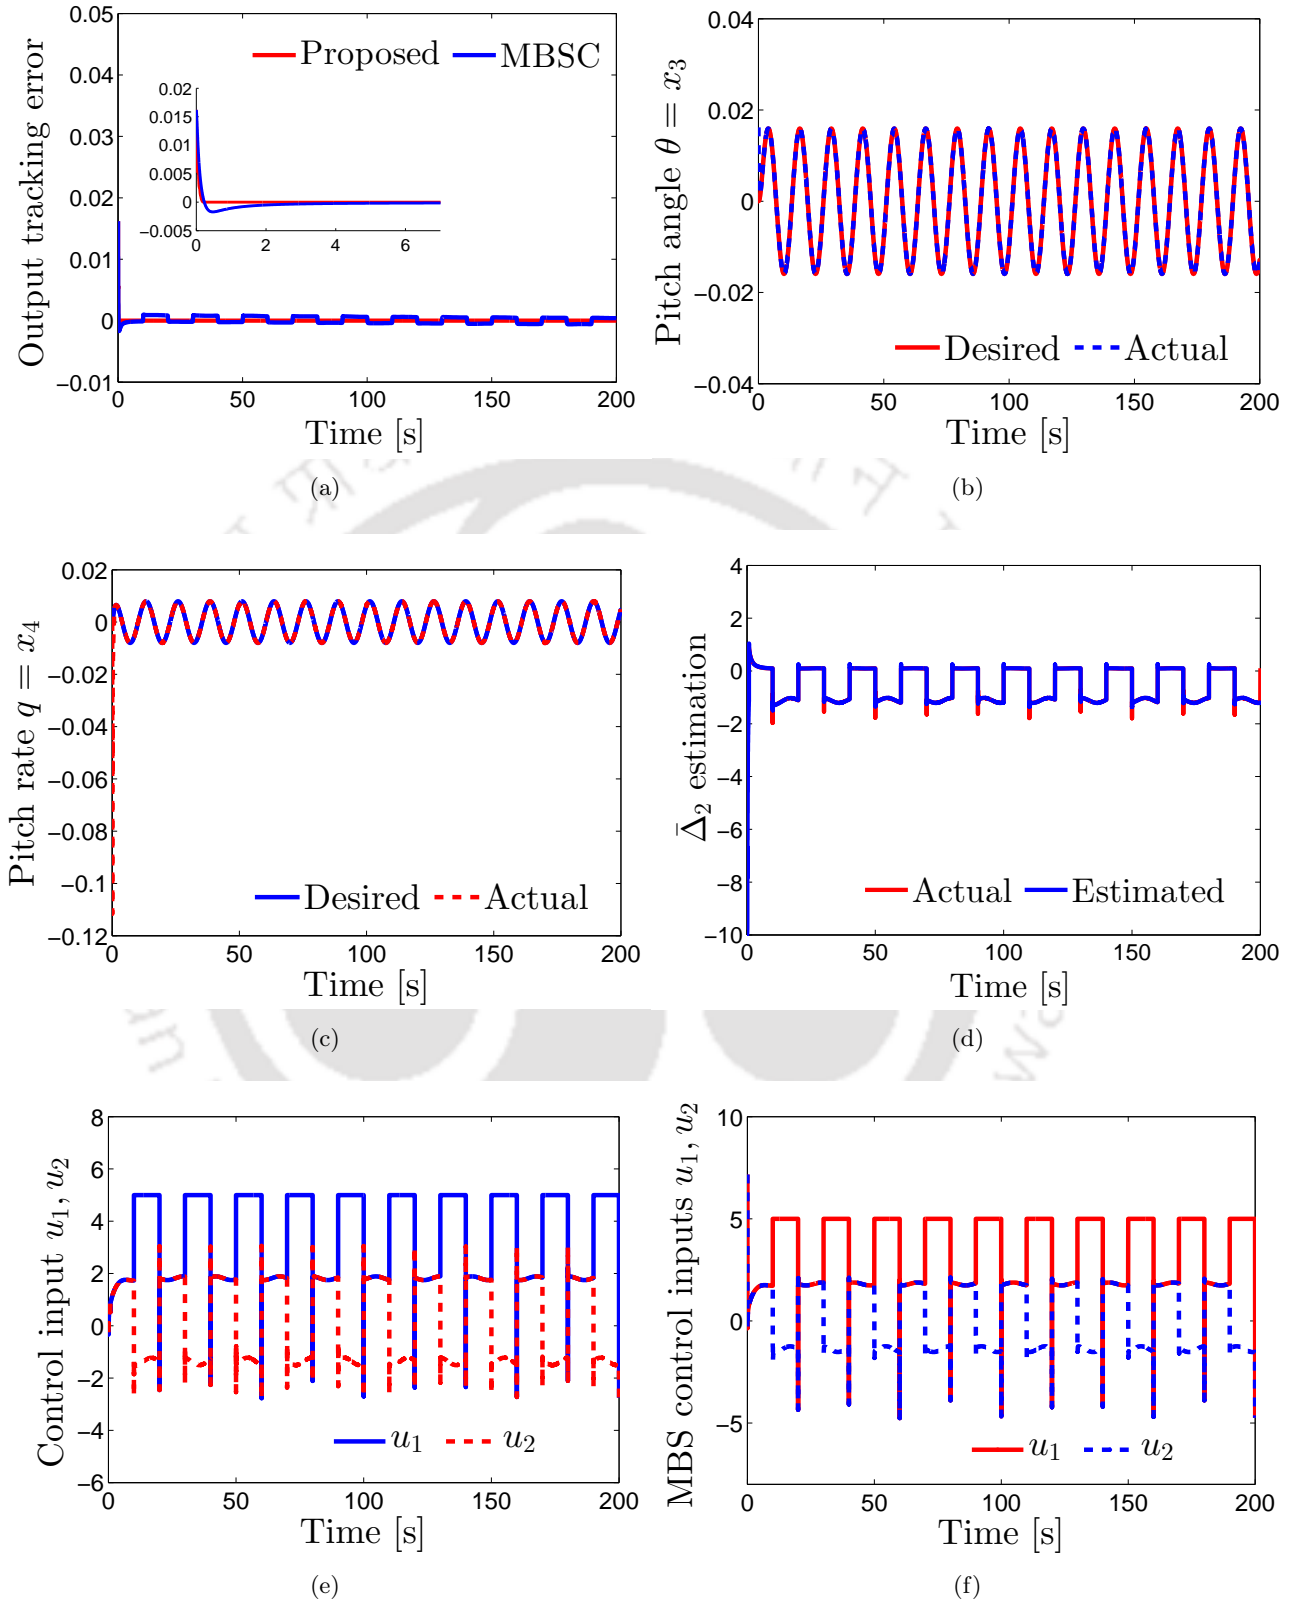 0.05
0.04
0.03
0.02
0.01
0
−0.01
Output tracking error
Proposed MBSC
0.02
0.015
0.01
0.005
0
−0.005
0 2 4 6
0 50 100 150 200
Time [s]
(a)
0.04
0.02
0
−0.02
−0.04
Pitch angle θ = x₃
Desired Actual
0 50 100 150 200
Time [s]
(b)
0.02
0
−0.02
−0.04
−0.06
−0.08
−0.1
−0.12
Pitch rate q = x₄
Desired Actual
0 50 100 150 200
Time [s]
(c)
4
2
0
−2
−4
−6
−8
−10
Δ̄₂ estimation
Actual Estimated
0 50 100 150 200
Time [s]
(d)
8
6
4
2
0
−2
−4
−6
Control input u₁, u₂
u₁ u₂
0 50 100 150 200
Time [s]
(e)
10
5
0
−5
MBS control inputs u₁, u₂
u₁ u₂
0 50 100 150 200
Time [s]
(f)